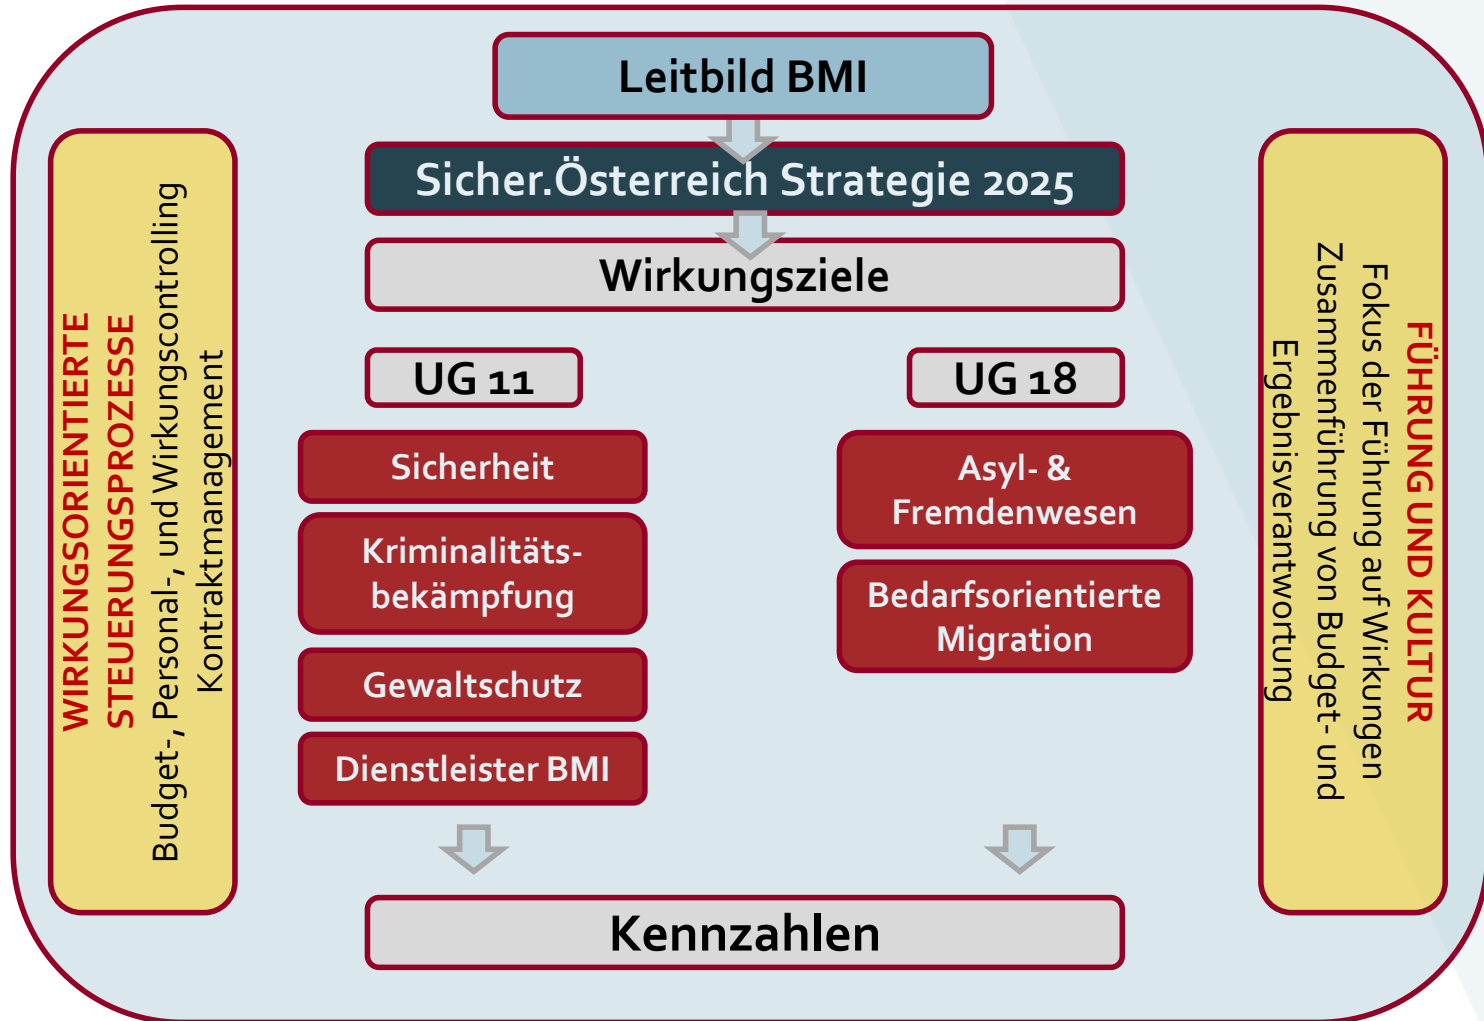 Leitbild BMI
Sicher.Österreich Strategie 2025
Wirkungsziele
WIRKUNGSORIENTIERTE
STEUERUNGSPROZESSE
Budget-, Personal-, und Wirkungscontrolling
Kontraktmanagement
UG 11
Sicherheit
Kriminalitäts-
bekämpfung
Gewaltschutz
Dienstleister BMI
UG 18
Asyl- &
Fremdenwesen
Bedarfsorientierte
Migration
FÜHRUNG UND KULTUR
Fokus der Führung auf Wirkungen
Zusammenführung von Budget- und
Ergebnisverantwortung
Kennzahlen